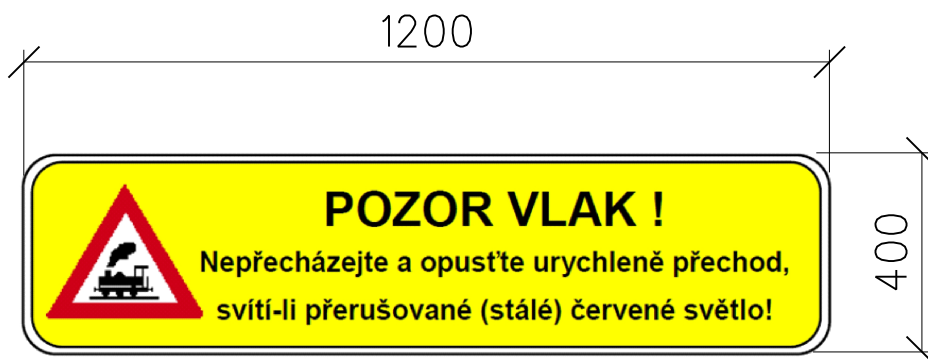 1200
POZOR VLAK !
Nepřecházejte a opusťte urychleně přechod,
svítí-li přerušované (stálé) červené světlo!
400